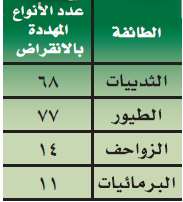 الطائفة
عدد الأنواع
المهددة
بالانقراض
الثدييات ٦٨
الطيور ٧٧
الزواحف ١٤
البرمائيات ١١